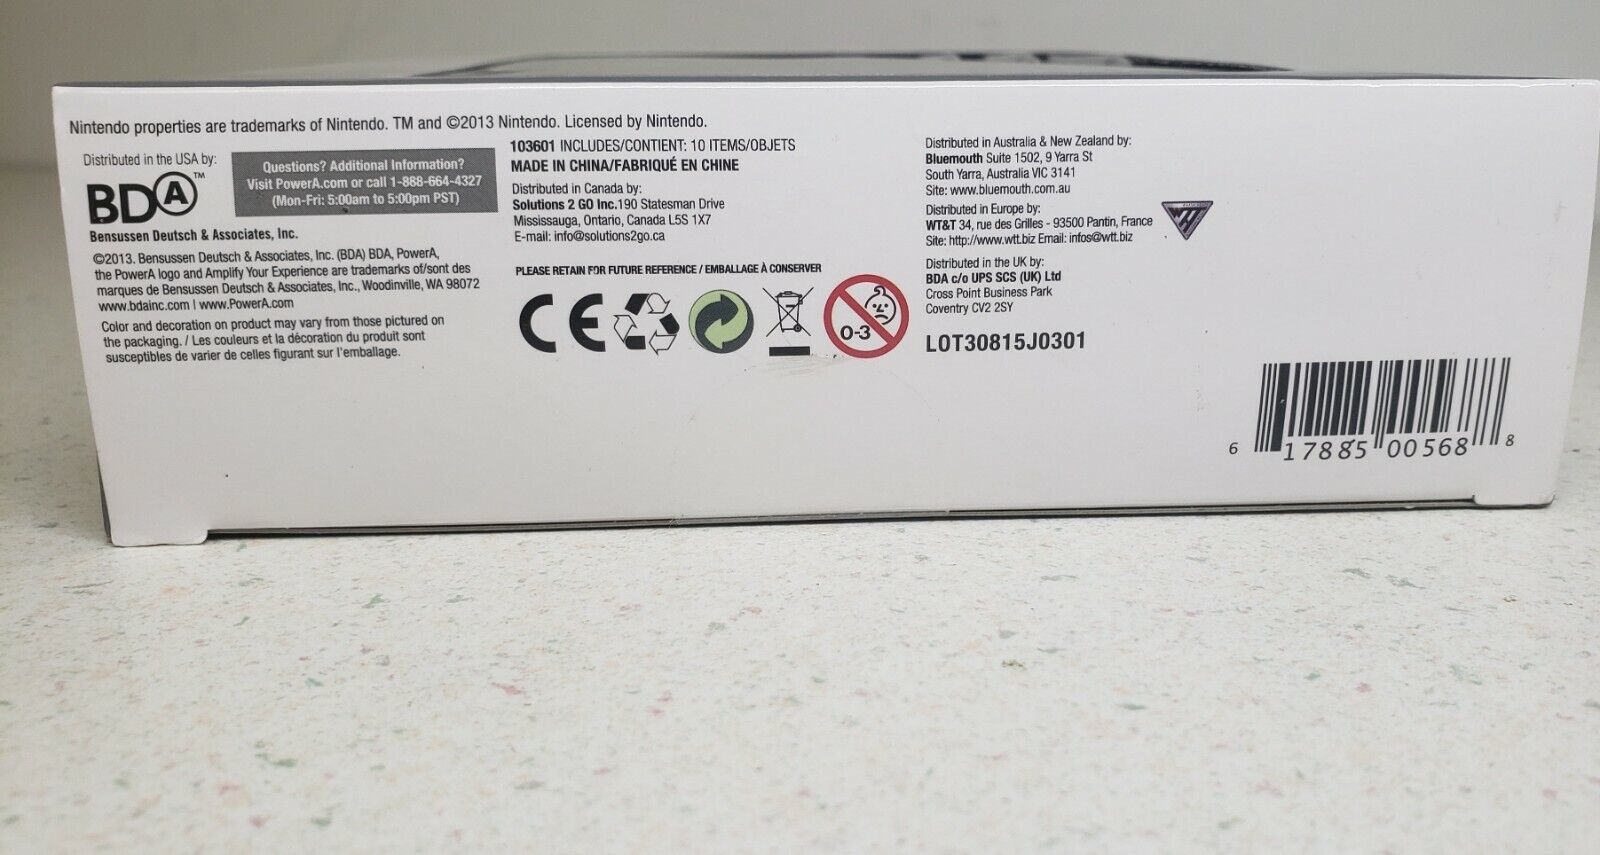 Nintendo properties are trademarks of Nintendo. TM and ©2013 Nintendo. Licensed by Nintendo.
Distributed in the USA by:
BDA™
Bensussen Deutsch & Associates, Inc.
Questions? Additional Information?
Visit PowerA.com or call 1-888-664-4327
(Mon-Fri: 5:00am to 5:00pm PST)
©2013. Bensussen Deutsch & Associates, Inc. (BDA) BDA, PowerA,
the PowerA logo and Amplify Your Experience are trademarks of/sont des
marques de Bensussen Deutsch & Associates, Inc., Woodinville, WA 98072
www.bdainc.com | www.PowerA.com
Color and decoration on product may vary from those pictured on
the packaging. / Les couleurs et la décoration du produit sont
susceptibles de varier de celles figurant sur l'emballage.
103601 INCLUDES/CONTIENT: 10 ITEMS/OBJETS
MADE IN CHINA/FABRIQUÉ EN CHINE
Distributed in Canada by:
Solutions 2 GO Inc.190 Statesman Drive
Mississauga, Ontario, Canada L5S 1X7
E-mail: info@solutions2go.ca
PLEASE RETAIN FOR FUTURE REFERENCE / EMBALLAGE À CONSERVER
CE
0-3
Distributed in Australia & New Zealand by:
Bluemouth Suite 1502, 9 Yarra St
South Yarra, Australia VIC 3141
Site: www.bluemouth.com.au
Distributed in Europe by:
WT&T 34, rue des Grilles - 93500 Pantin, France
Site: http://www.wtt.biz Email: infos@wtt.biz
Distributed in the UK by:
BDA c/o UPS SCS (UK) Ltd
Cross Point Business Park
Coventry CV2 2SY
LOT30815J0301
6 17885 00568 8